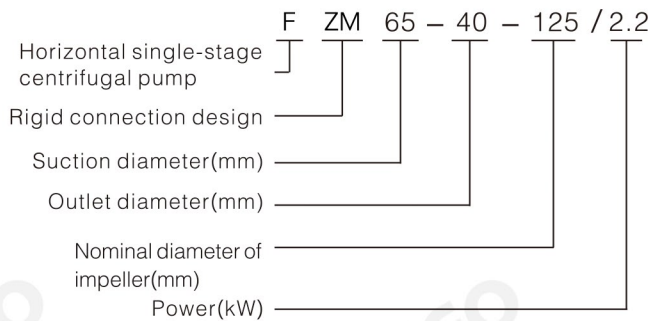 F ZM 65 – 40 – 125 / 2.2
Horizontal single-stage
centrifugal pump
Rigid connection design
Suction diameter(mm)
Outlet diameter(mm)
Nominal diameter of
impeller(mm)
Power(kW)